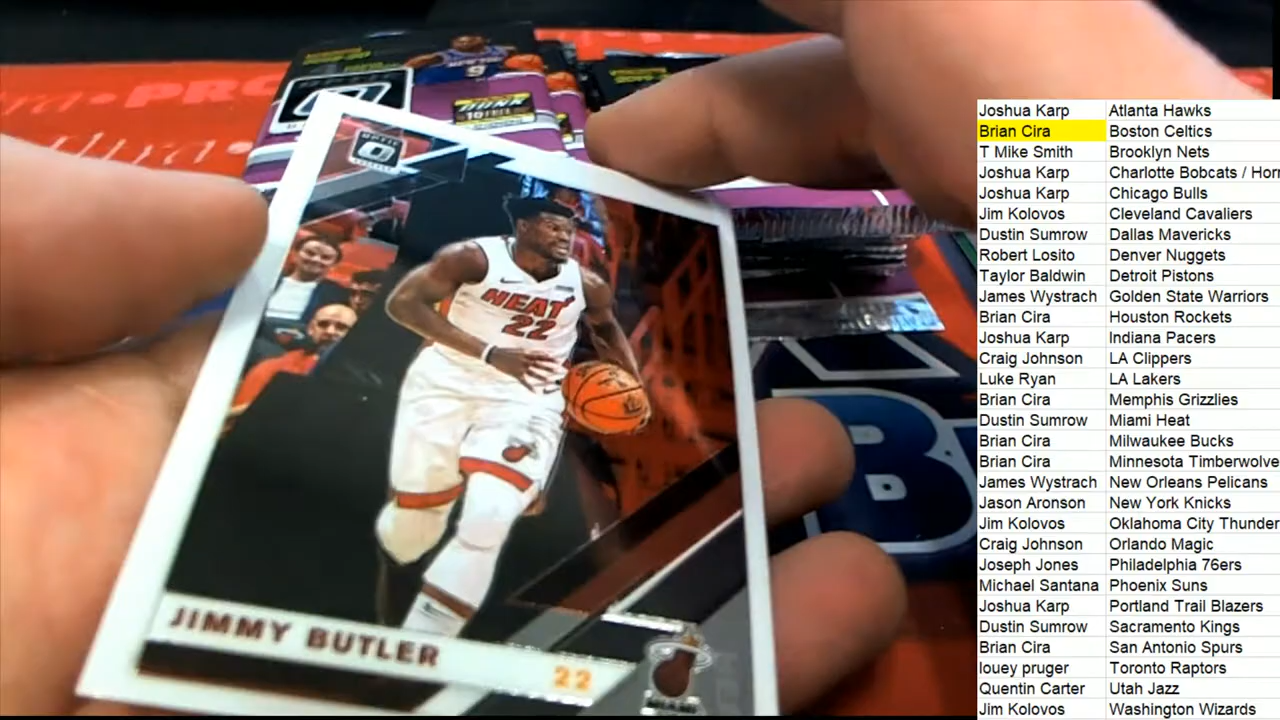 PRO
NEW YORK
9
OPTIC
HEAT
22
JIMMY BUTLER
22
MIAMI
Joshua Karp Atlanta Hawks
Brian Cira Boston Celtics
T Mike Smith Brooklyn Nets
Joshua Karp Charlotte Bobcats / Horn
Joshua Karp Chicago Bulls
Jim Kolovos Cleveland Cavaliers
Dustin Sumrow Dallas Mavericks
Robert Losito Denver Nuggets
Taylor Baldwin Detroit Pistons
James Wystrach Golden State Warriors
Brian Cira Houston Rockets
Joshua Karp Indiana Pacers
Craig Johnson LA Clippers
Luke Ryan LA Lakers
Brian Cira Memphis Grizzlies
Dustin Sumrow Miami Heat
Brian Cira Milwaukee Bucks
Brian Cira Minnesota Timberwolve
James Wystrach New Orleans Pelicans
Jason Aronson New York Knicks
Jim Kolovos Oklahoma City Thunder
Craig Johnson Orlando Magic
Joseph Jones Philadelphia 76ers
Michael Santana Phoenix Suns
Joshua Karp Portland Trail Blazers
Dustin Sumrow Sacramento Kings
Brian Cira San Antonio Spurs
louey pruger Toronto Raptors
Quentin Carter Utah Jazz
Jim Kolovos Washington Wizards